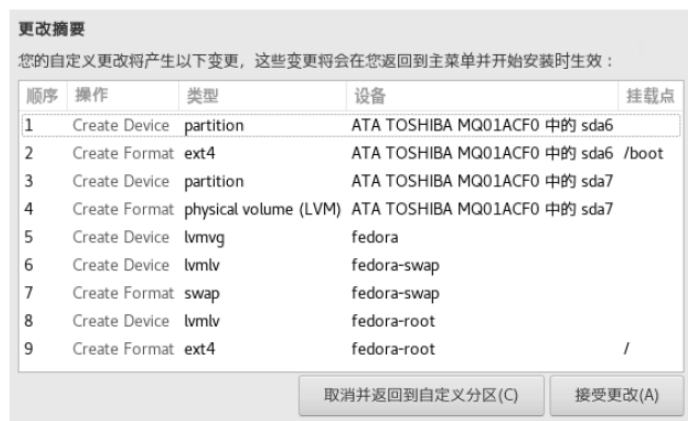 更改摘要
您的自定义更改将产生以下变更，这些变更将会在您返回到主菜单并开始安装时生效：
顺序 操作 类型 设备 挂载点
1 Create Device partition ATA TOSHIBA MQ01ACF0 中的 sda6
2 Create Format ext4 ATA TOSHIBA MQ01ACF0 中的 sda6 /boot
3 Create Device partition ATA TOSHIBA MQ01ACF0 中的 sda7
4 Create Format physical volume (LVM) ATA TOSHIBA MQ01ACF0 中的 sda7
5 Create Device lvmvg fedora
6 Create Device lvmlv fedora-swap
7 Create Format swap fedora-swap
8 Create Device lvmlv fedora-root
9 Create Format ext4 fedora-root /
取消并返回到自定义分区(C) 接受更改(A)